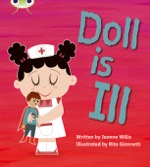 Doll
is
Ill
Written by Jeanne Willis
Illustrated by Rita Giannetti